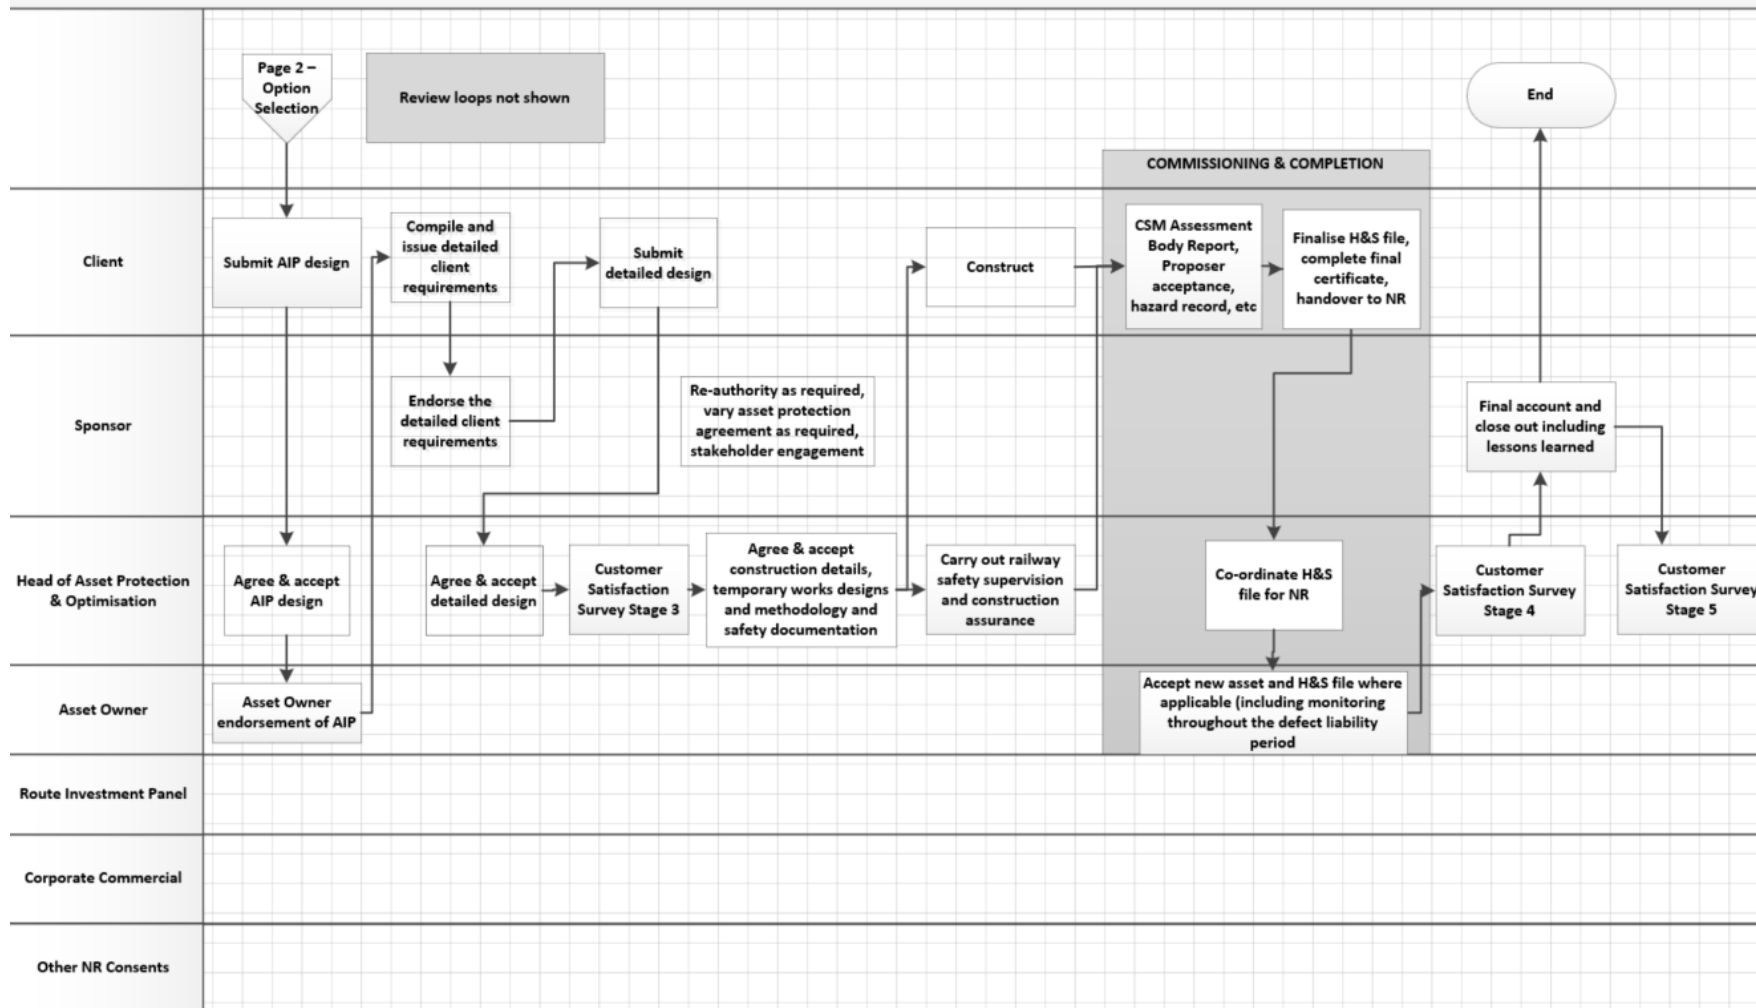 Page 2 –
Option
Selection
Review loops not shown
End
COMMISSIONING & COMPLETION
Client
Submit AIP design
Compile and
issue detailed
client
requirements
Submit
detailed design
Construct
CSM Assessment
Body Report,
Proposer
acceptance,
hazard record, etc
Finalise H&S file,
complete final
certificate,
handover to NR
Sponsor
Endorse the
detailed client
requirements
Re-authority as required,
vary asset protection
agreement as required,
stakeholder engagement
Final account and
close out including
lessons learned
Head of Asset Protection
& Optimisation
Agree & accept
AIP design
Agree & accept
detailed design
Customer
Satisfaction
Survey Stage 3
Agree & accept
construction details,
temporary works designs
and methodology and
safety documentation
Carry out railway
safety supervision
and construction
assurance
Co-ordinate H&S
file for NR
Customer
Satisfaction Survey
Stage 4
Customer
Satisfaction Survey
Stage 5
Asset Owner
Asset Owner
endorsement of AIP
Accept new asset and H&S file where
applicable (including monitoring
throughout the defect liability
period
Route Investment Panel
Corporate Commercial
Other NR Consents